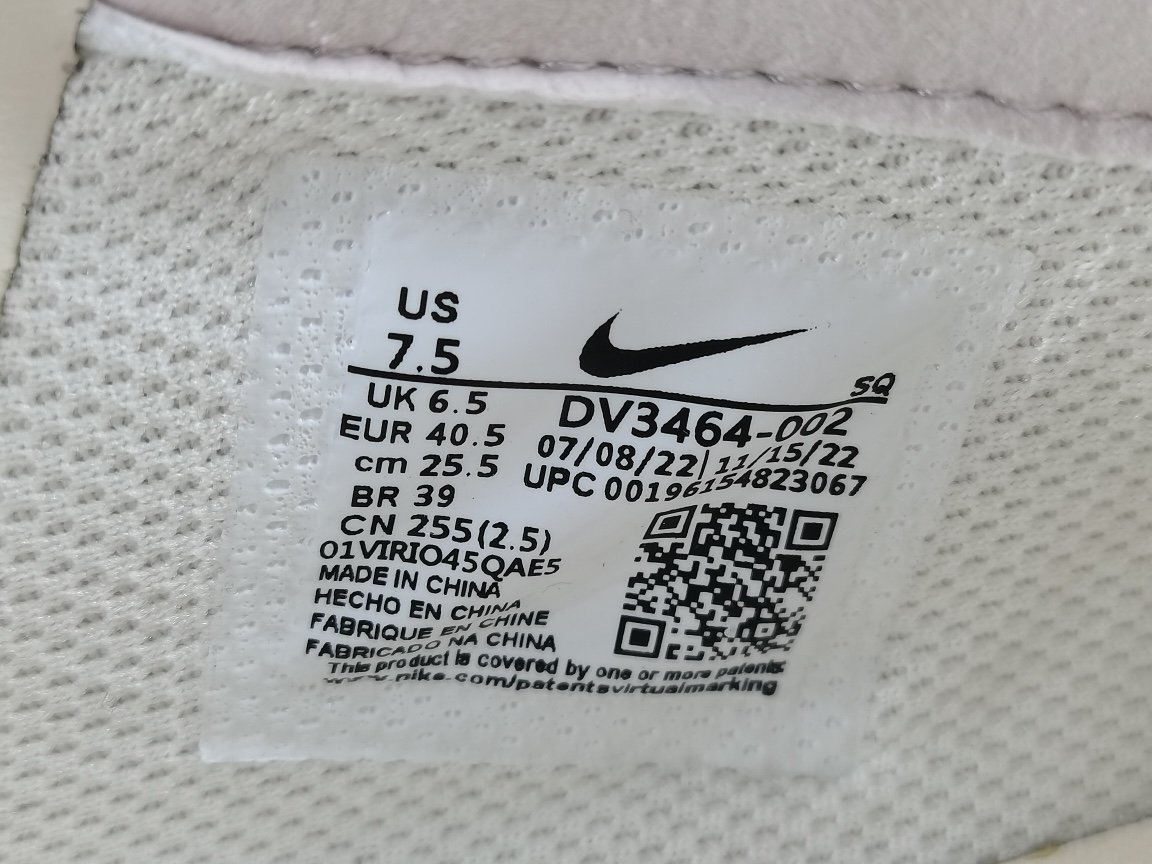 US
7.5
SQ
UK 6.5
DV3464-002
EUR 40.5
07/08/22 | 11/15/22
cm 25.5
UPC 00196154823067
BR 39
CN 255(2.5)
01VIRIO45QAE5
MADE IN CHINA
HECHO EN CHINA
FABRIQUE EN CHINE
FABRICADO NA CHINA
This product is covered by one or more patents:
www.nike.com/patentsvirtualmarking